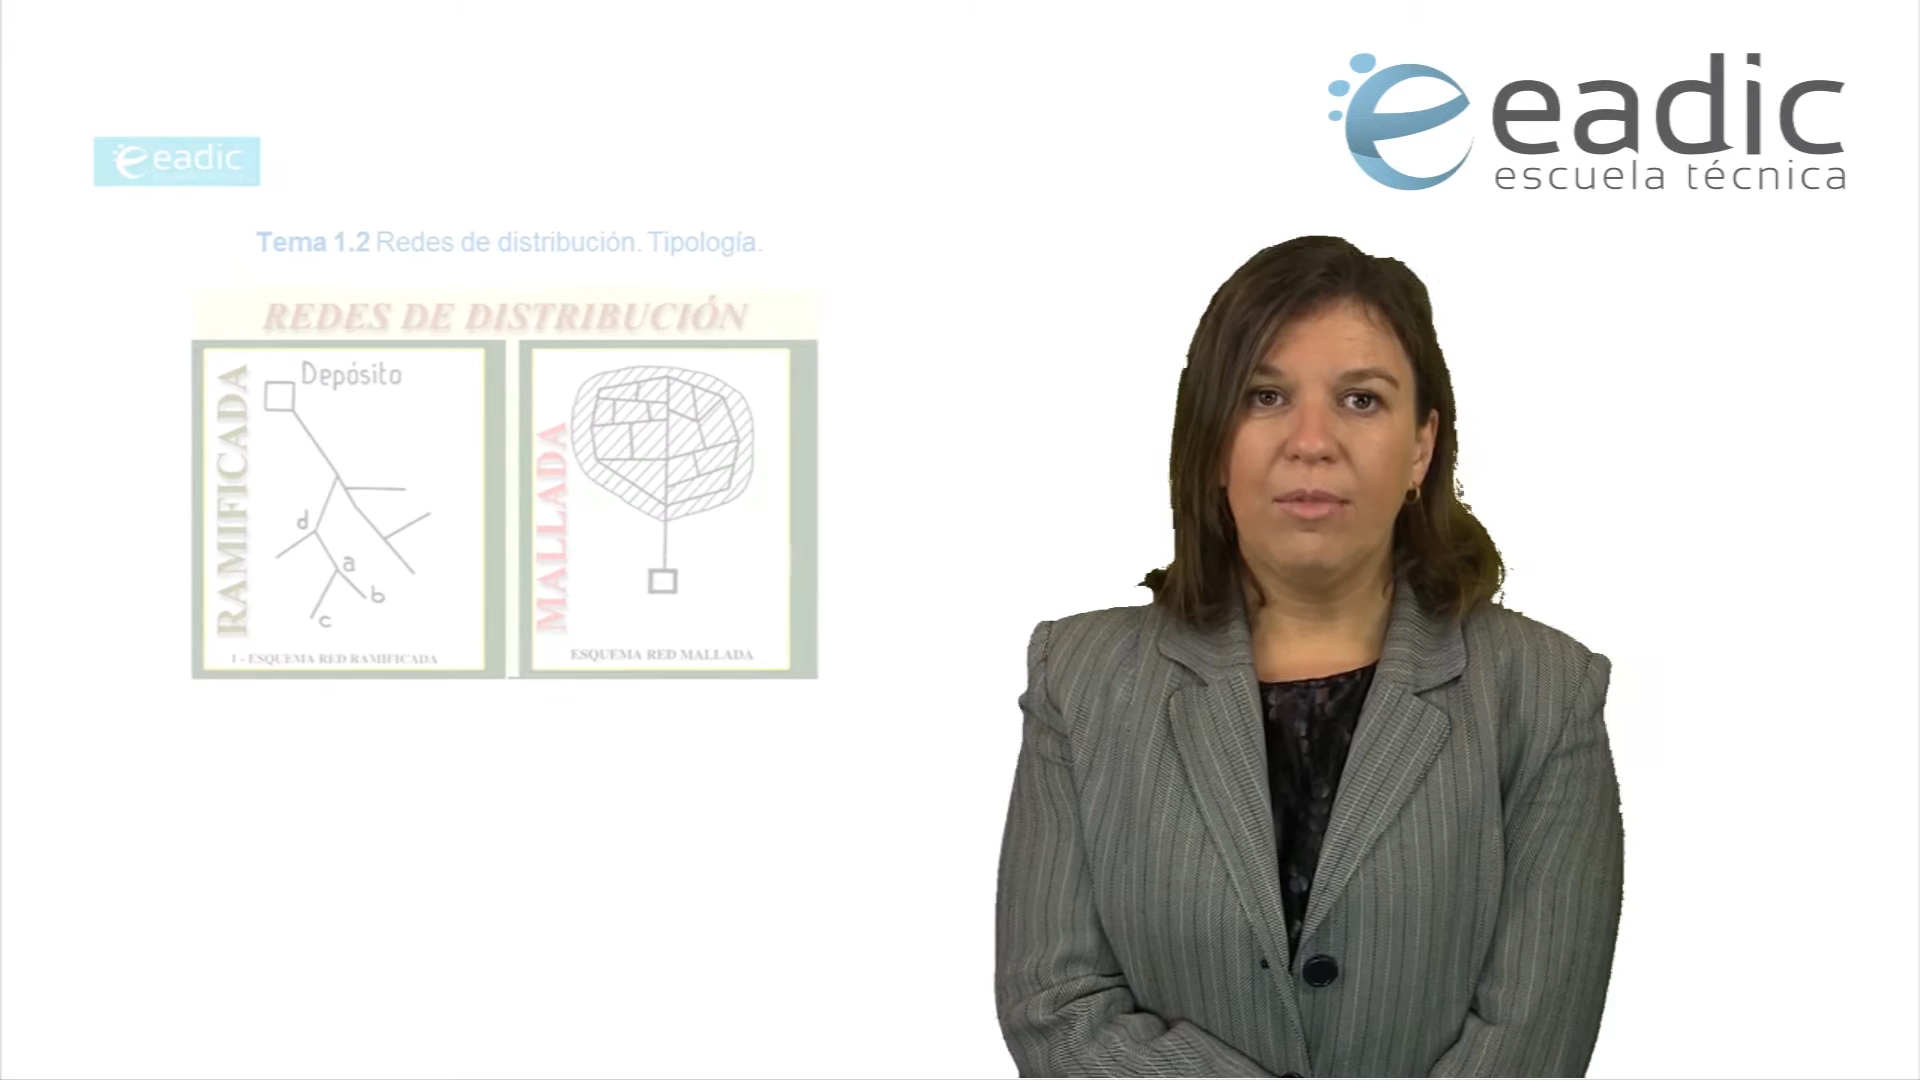 eadic
escuela técnica
eadic
Tema 1.2 Redes de distribución. Tipología.
REDES DE DISTRIBUCIÓN
RAMIFICADA
Depósito
d
a
b
c
1 - ESQUEMA RED RAMIFICADA
MALLADA
ESQUEMA RED MALLADA